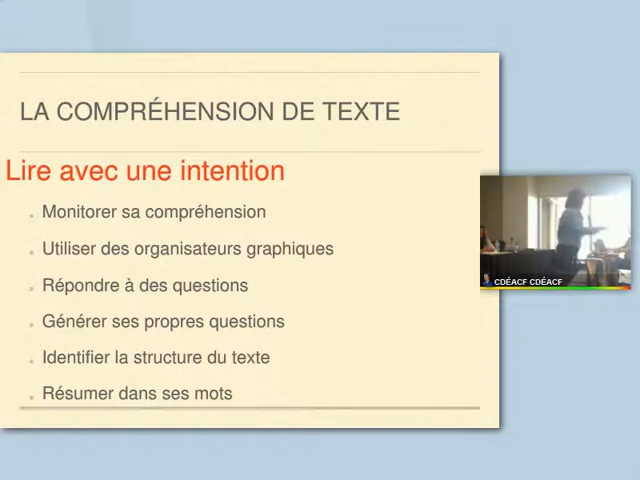 LA COMPRÉHENSION DE TEXTE
Lire avec une intention
Monitorer sa compréhension
Utiliser des organisateurs graphiques
Répondre à des questions
Générer ses propres questions
Identifier la structure du texte
Résumer dans ses mots
CDÉACF CDÉACF